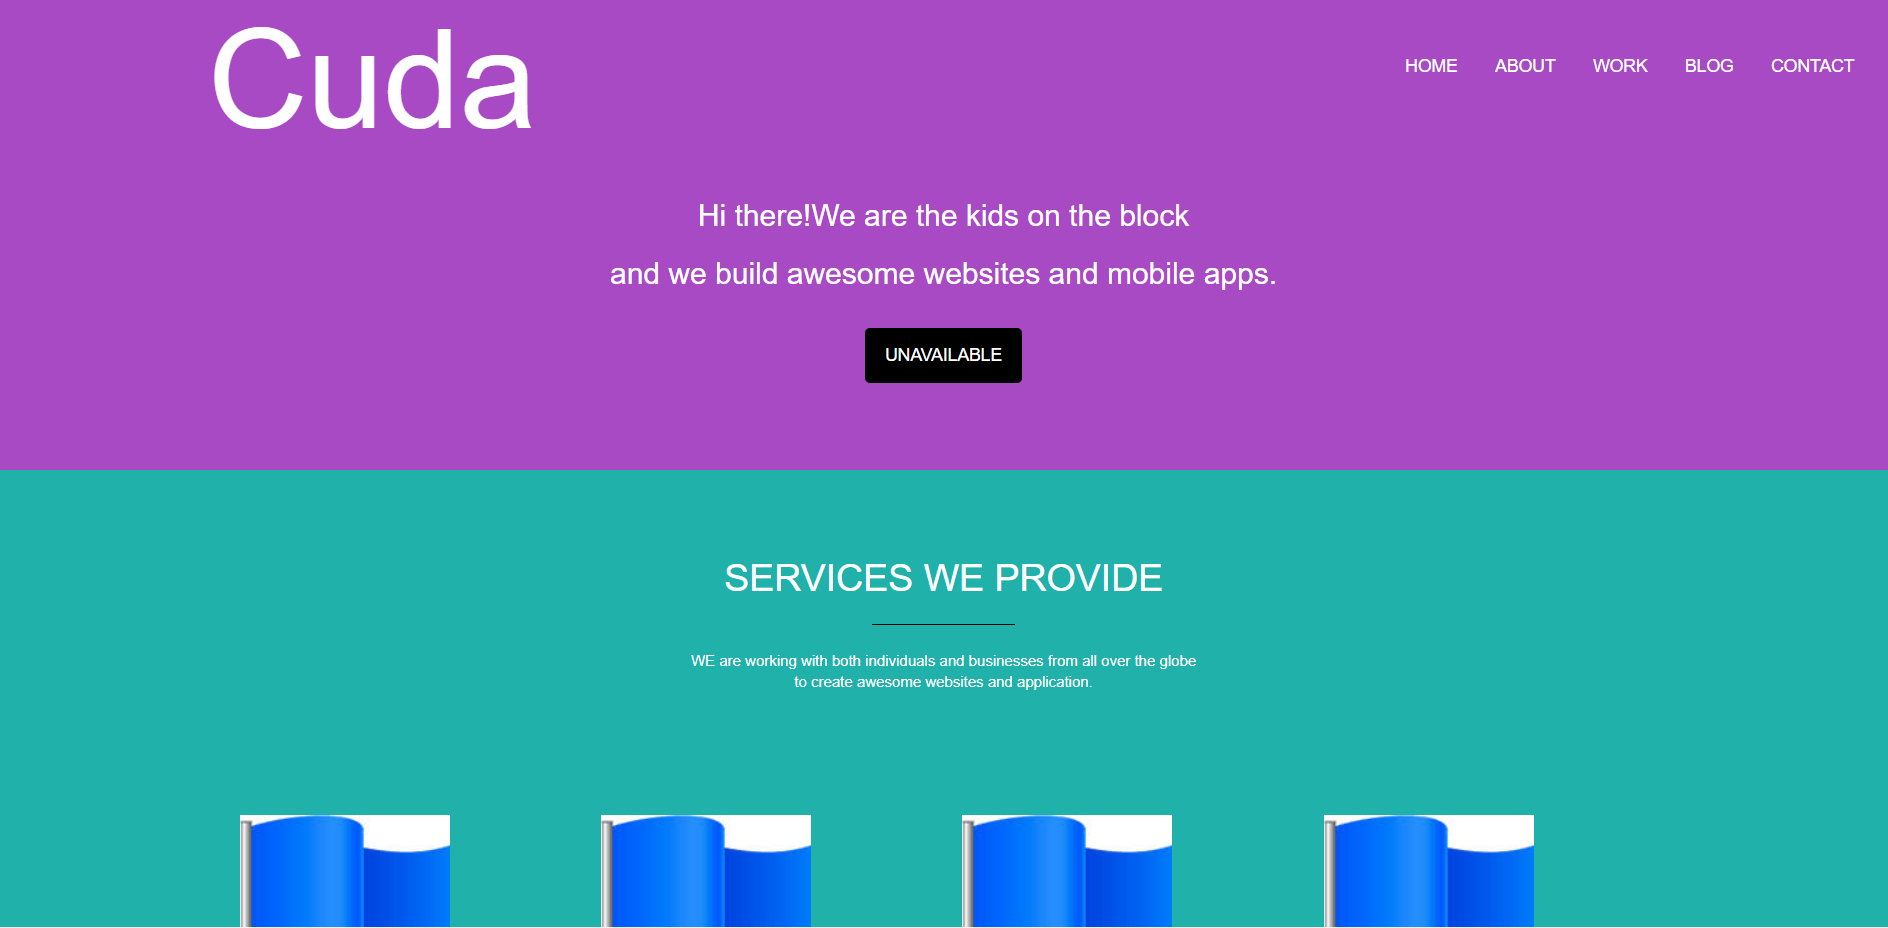 Cuda
HOME ABOUT WORK BLOG CONTACT
Hi there!We are the kids on the block
and we build awesome websites and mobile apps.
UNAVAILABLE
SERVICES WE PROVIDE
WE are working with both individuals and businesses from all over the globe
to create awesome websites and application.